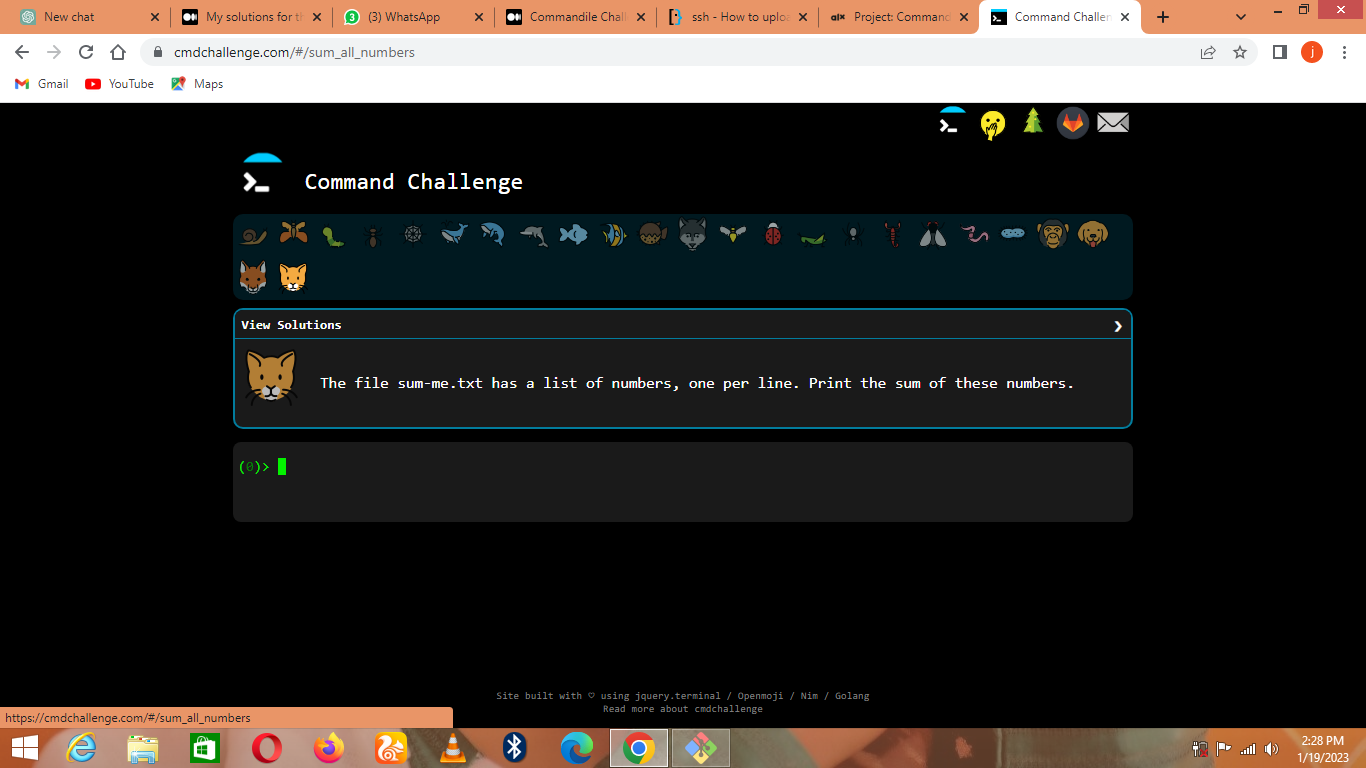 New chat
My solutions for th
(3) WhatsApp
Commandile Chall
ssh - How to uploa
Project: Command
Command Challen
cmdchallenge.com/#/sum_all_numbers
j
Gmail
YouTube
Maps
Command Challenge
View Solutions
The file sum-me.txt has a list of numbers, one per line. Print the sum of these numbers.
(0)>
Site built with ♡ using jquery.terminal / Openmoji / Nim / Golang
Read more about cmdchallenge
https://cmdchallenge.com/#/sum_all_numbers
2:28 PM
1/19/2023